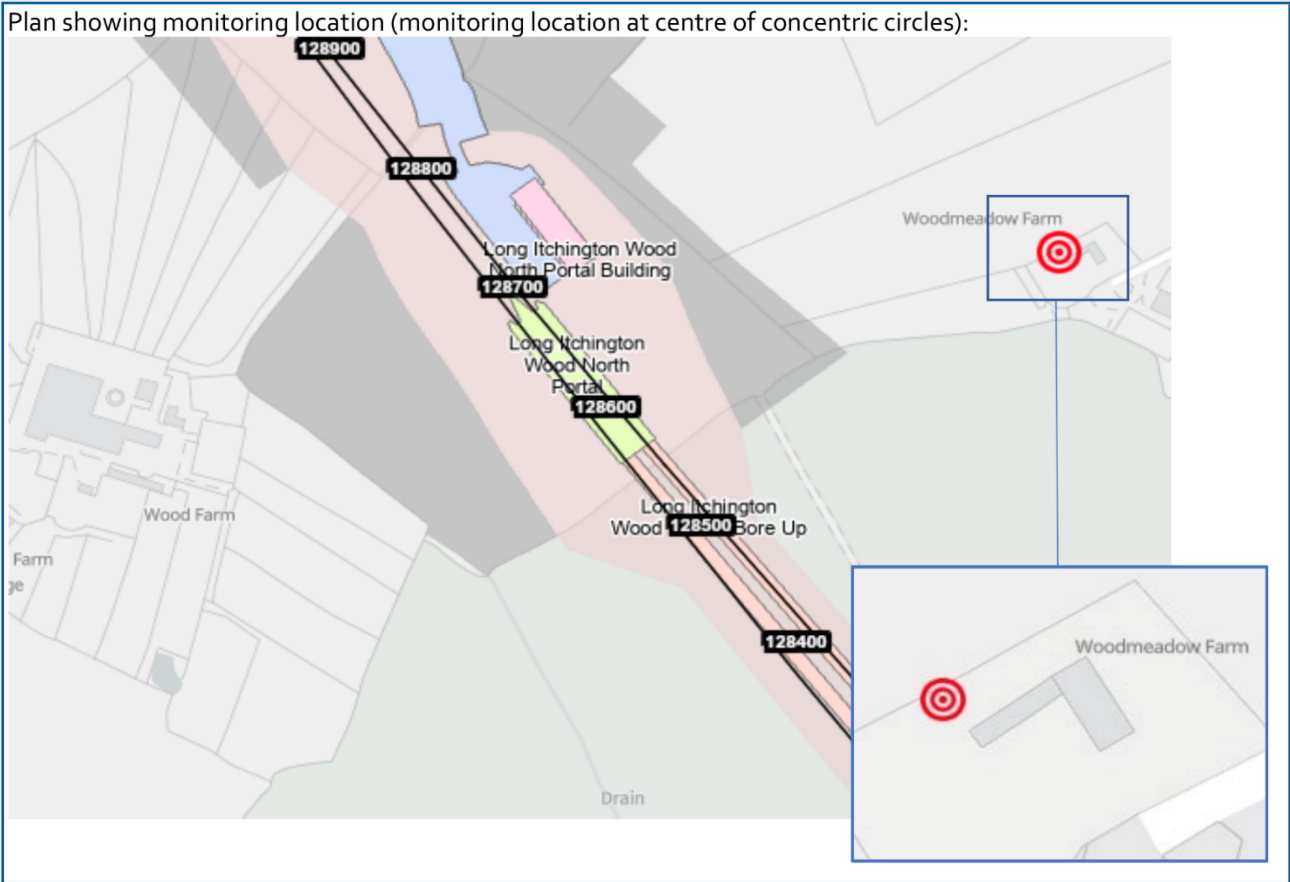 Plan showing monitoring location (monitoring location at centre of concentric circles):
128900
128800
Woodmeadow Farm
Long Itchington Wood
North Portal Building
128700
Long Itchington
Wood North
Portal
128600
Wood Farm
Long Itchington
Wood 128500 Bore Up
Farm
ge
128400
Woodmeadow Farm
Drain